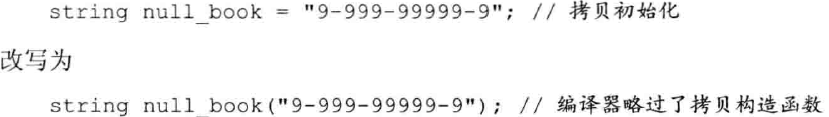 string null_book = "9-999-99999-9"; // 拷贝初始化
改写为
string null_book("9-999-99999-9"); // 编译器略过了拷贝构造函数